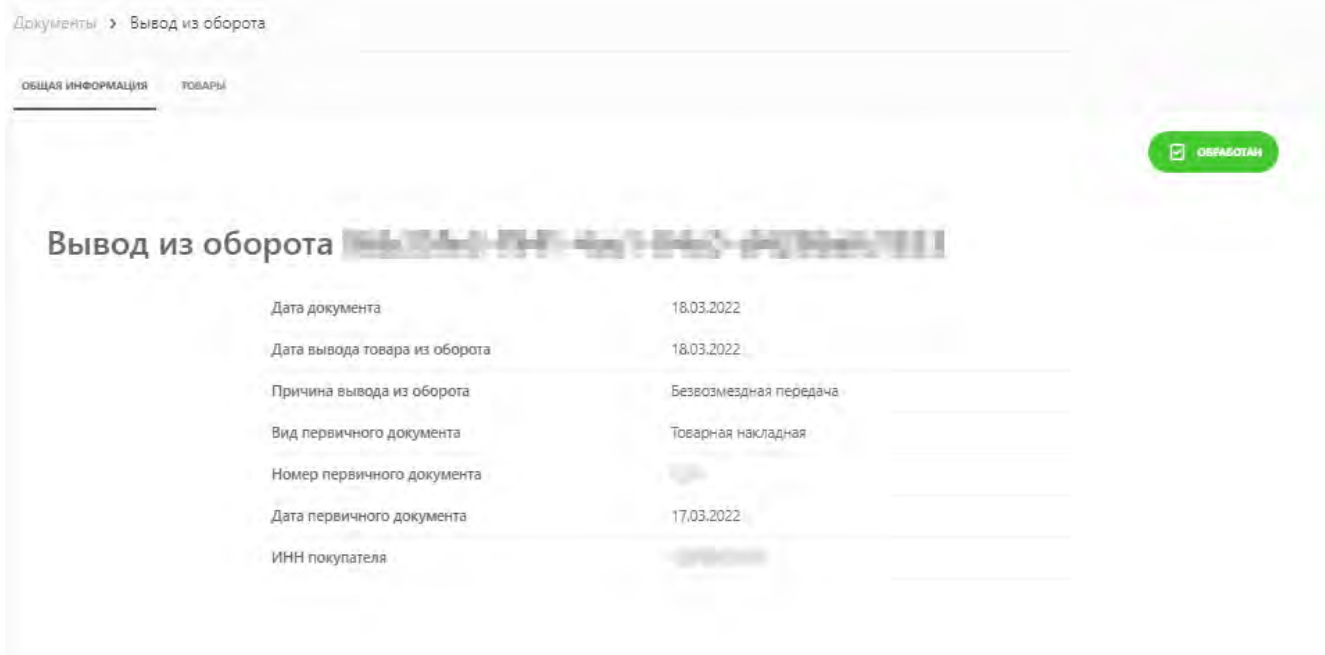 Документы > Вывод из оборота
ОБЩАЯ ИНФОРМАЦИЯ ТОВАРЫ
ОБРАБОТАН
Вывод из оборота
Дата документа 18.03.2022
Дата вывода товара из оборота 18.03.2022
Причина вывода из оборота Безвозмездная передача
Вид первичного документа Товарная накладная
Номер первичного документа
Дата первичного документа 17.03.2022
ИНН покупателя